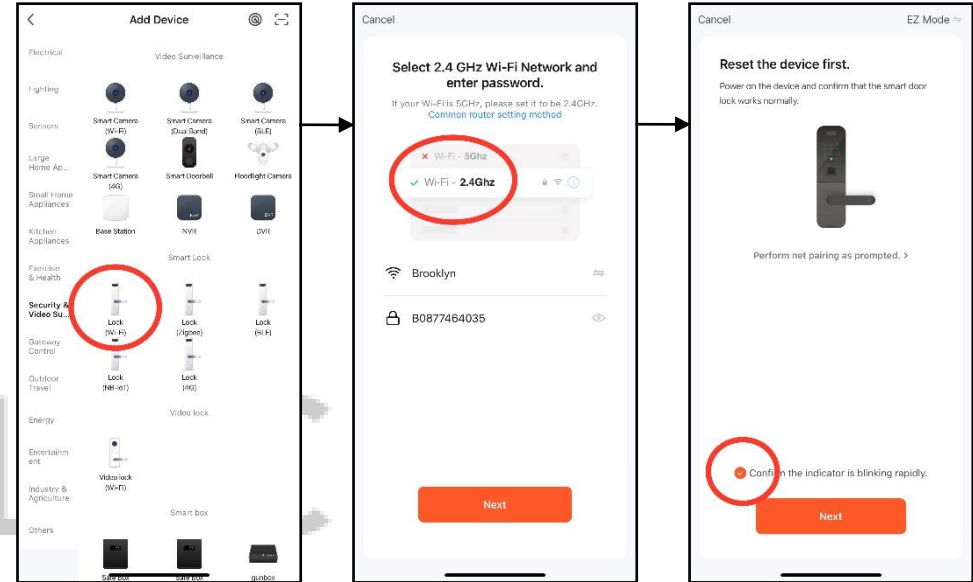 Add Device
Electrical
Lighting
Sensors
Large
Home Ap...
Small Home
Appliances
Kitchen
Appliances
Exercise
& Health
Security &
Video Su...
Gateway
Control
Outdoor
Travel
Energy
Entertainm
ent
Industry &
Agriculture
Others
Video Surveillance
Smart Camera
(Wi-Fi)
Smart Camera
(Dual Band)
Smart Camera
(BLE)
Smart Camera
(4G)
Smart Doorbell
Floodlight Camera
Base Station
NVR
DVR
Smart Lock
Lock
(Wi-Fi)
Lock
(Zigbee)
Lock
(BLE)
Lock
(NB-IoT)
Lock
(4G)
Video lock
Video lock
(Wi-Fi)
Smart box
Safe Box
Safe Box
gunbox
Cancel
Select 2.4 GHz Wi-Fi Network and
enter password.
If your Wi-Fi is 5GHz, please set it to be 2.4GHz.
Common router setting method
Wi-Fi - 5Ghz
Wi-Fi - 2.4Ghz
Brooklyn
B0877464035
Next
Cancel
EZ Mode
Reset the device first.
Power on the device and confirm that the smart door
lock works normally.
Perform net pairing as prompted. >
Confirm the indicator is blinking rapidly.
Next